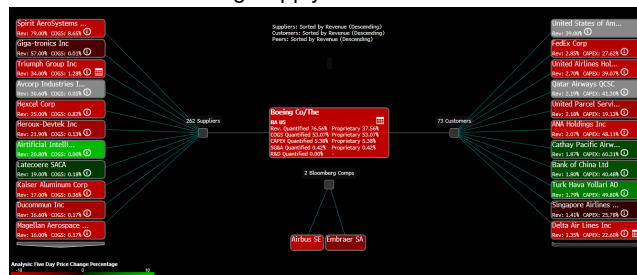 Suppliers: Sorted by Revenue (Descending)
Customers: Sorted by Revenue (Descending)
Peers: Sorted by Revenue (Descending)
Spirit AeroSystems ...
Rev: 79.00% COGS: 8.65%
Giga-tronics Inc
Rev: 57.00% COGS: 0.01%
Triumph Group Inc
Rev: 34.00% COGS: 1.28%
Avcorp Industries I...
Rev: 30.60% COGS: 0.05%
Hexcel Corp
Rev: 25.00% COGS: 0.82%
Heroux-Devtek Inc
Rev: 21.90% COGS: 0.13%
Airtificial Intelli...
Rev: 20.80% COGS: 0.00%
Latecoere SACA
Rev: 19.00% COGS: 0.18%
Kaiser Aluminum Corp
Rev: 17.00% COGS: 0.36%
Ducommun Inc
Rev: 16.60% COGS: 0.17%
Magellan Aerospace ...
Rev: 16.00% COGS: 0.17%
262 Suppliers
Boeing Co/The
BA US
Rev. Quantified 76.56% Proprietary 37.56%
COGS Quantified 53.07% Proprietary 53.07%
CAPEX Quantified 5.38% Proprietary 5.38%
SG&A Quantified 0.42% Proprietary 0.42%
R&D Quantified 0.00% -
73 Customers
2 Bloomberg Comps
Airbus SE
Embraer SA
United States of Am...
Rev: 39.00%
FedEx Corp
Rev: 2.85% CAPEX: 27.62%
United Airlines Hol...
Rev: 2.70% CAPEX: 39.07%
Qatar Airways QCSC
Rev: 2.19% CAPEX: 41.30%
United Parcel Servi...
Rev: 2.18% CAPEX: 19.13%
ANA Holdings Inc
Rev: 2.07% CAPEX: 48.11%
Cathay Pacific Airw...
Rev: 1.87% CAPEX: 60.21%
Bank of China Ltd
Rev: 1.80% CAPEX: 40.48%
Turk Hava Yollari AO
Rev: 1.79% CAPEX: 49.80%
Singapore Airlines ...
Rev: 1.41% CAPEX: 25.78%
Delta Air Lines Inc
Rev: 1.35% CAPEX: 22.60%
Analysis: Five Day Price Change Percentage
-10 0 10